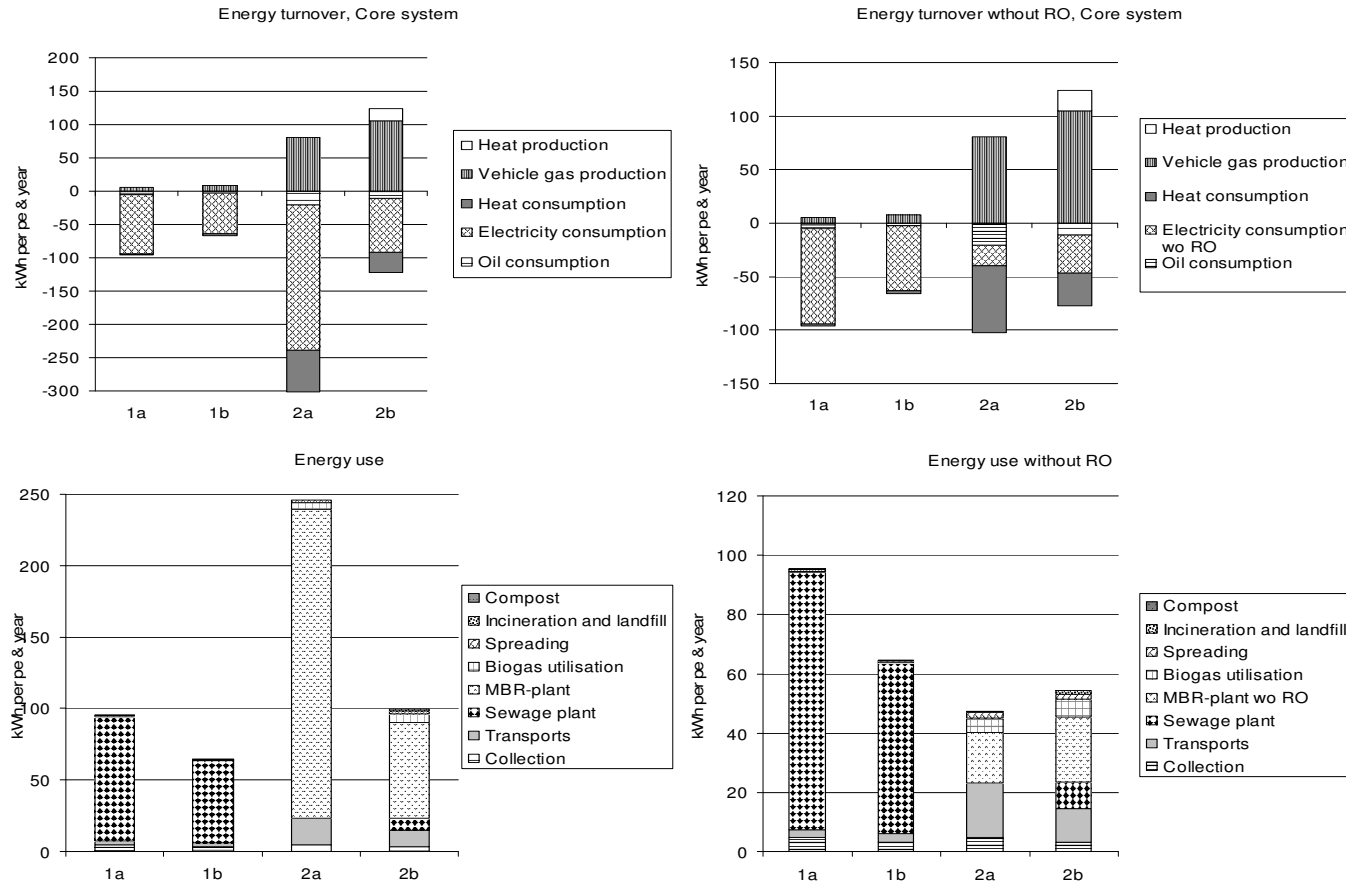 Energy turnover, Core system
kWh per pe & year
200
150
100
50
0
-50
-100
-150
-200
-250
-300
1a
1b
2a
2b
Heat production
Vehicle gas production
Heat consumption
Electricity consumption
Oil consumption
Energy turnover wthout RO, Core system
kWh per pe & year
150
100
50
0
-50
-100
-150
1a
1b
2a
2b
Heat production
Vehicle gas production
Heat consumption
Electricity consumption
wo RO
Oil consumption
Energy use
kWh per pe & year
250
200
150
100
50
0
1a
1b
2a
2b
Compost
Incineration and landfill
Spreading
Biogas utilisation
MBR-plant
Sewage plant
Transports
Collection
Energy use without RO
kWh per pe & year
120
100
80
60
40
20
0
1a
1b
2a
2b
Compost
Incineration and landfill
Spreading
Biogas utilisation
MBR-plant wo RO
Sewage plant
Transports
Collection